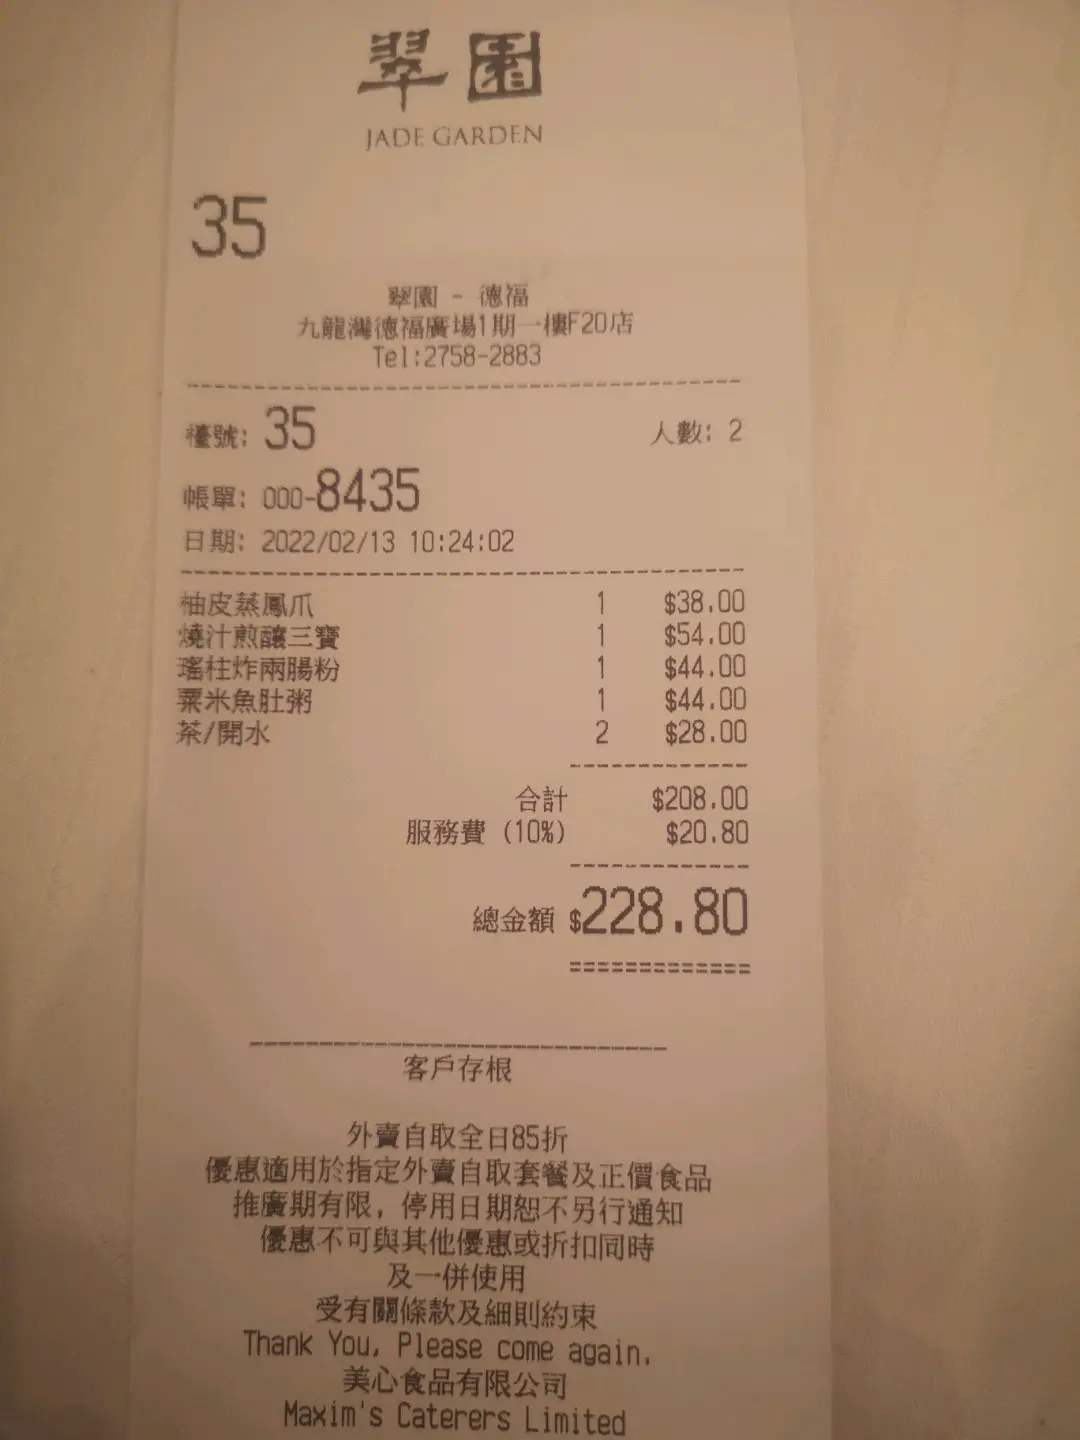 翠園
JADE GARDEN
35
翠園 - 德福
九龍灣德福廣場1期一樓F20店
Tel:2758-2883
檯號: 35 人數: 2
帳單: 000-8435
日期: 2022/02/13 10:24:02
柚皮蒸鳳爪 1 $38.00
燒汁煎釀三寶 1 $54.00
瑤柱炸兩腸粉 1 $44.00
粟米魚肚粥 1 $44.00
茶/開水 2 $28.00
合計 $208.00
服務費 (10%) $20.80
總金額 $228.80
客戶存根
外賣自取全日85折
優惠適用於指定外賣自取套餐及正價食品
推廣期有限, 停用日期恕不另行通知
優惠不可與其他優惠或折扣同時
及一併使用
受有關條款及細則約束
Thank You, Please come again.
美心食品有限公司
Maxim's Caterers Limited